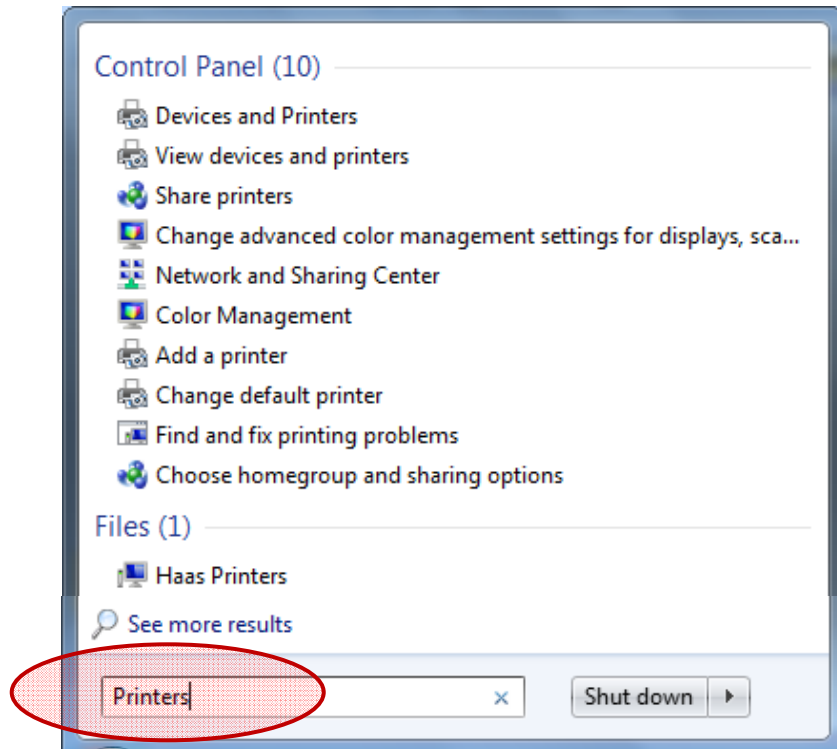 Control Panel (10)
Devices and Printers
View devices and printers
Share printers
Change advanced color management settings for displays, sca...
Network and Sharing Center
Color Management
Add a printer
Change default printer
Find and fix printing problems
Choose homegroup and sharing options
Files (1)
Haas Printers
See more results
Printers Shut down